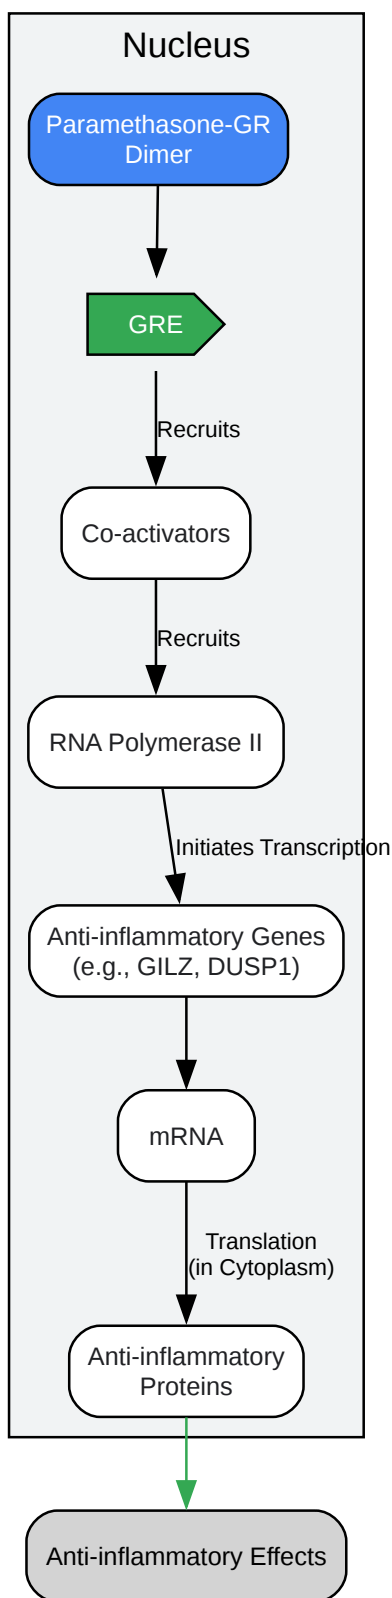 Nucleus
Paramethasone-GR
Dimer
GRE
Recruits
Co-activators
Recruits
RNA Polymerase II
Initiates Transcription
Anti-inflammatory Genes
(e.g., GILZ, DUSP1)
mRNA
Translation
(in Cytoplasm)
Anti-inflammatory
Proteins
Anti-inflammatory Effects